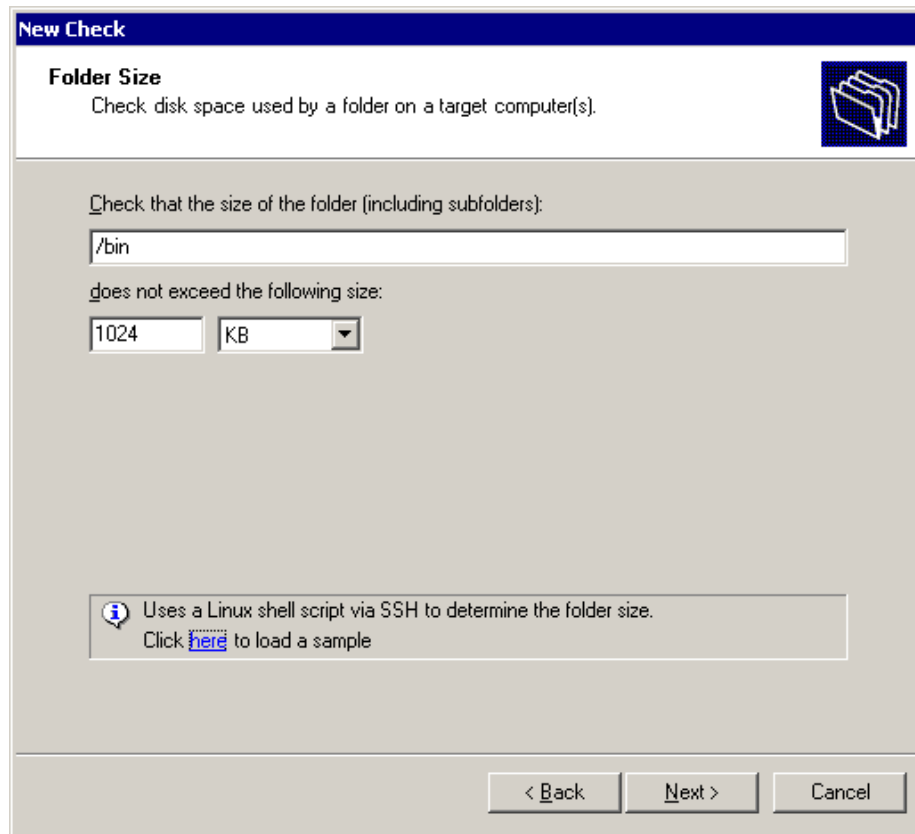 New Check
Folder Size
Check disk space used by a folder on a target computer(s).
Check that the size of the folder (including subfolders):
/bin
does not exceed the following size:
1024 KB
Uses a Linux shell script via SSH to determine the folder size.
Click here to load a sample
< Back Next > Cancel